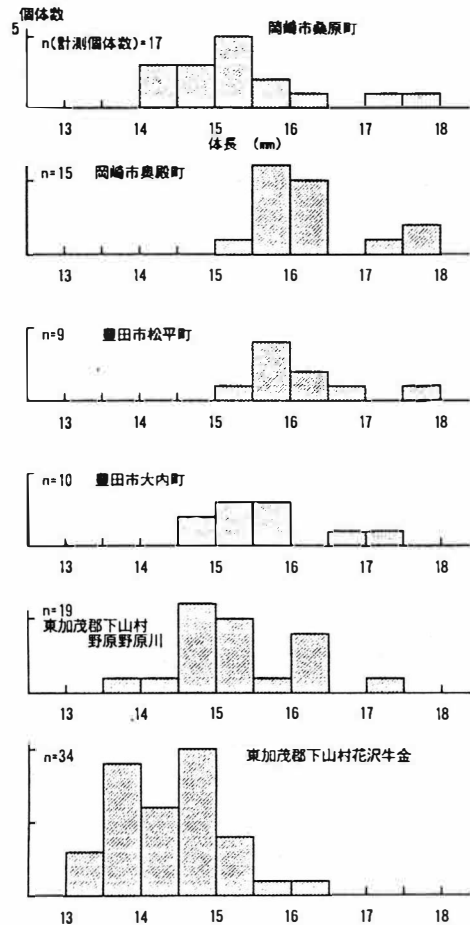 個体数
5
n(計測個体数)=17
岡崎市桑原町
13 14 15 16 17 18
体長 (mm)
n=15 岡崎市奥殿町
13 14 15 16 17 18
n=9 豊田市松平町
13 14 15 16 17 18
n=10 豊田市大内町
13 14 15 16 17 18
n=19
東加茂郡下山村
野原野原川
13 14 15 16 17 18
n=34 東加茂郡下山村花沢牛金
13 14 15 16 17 18